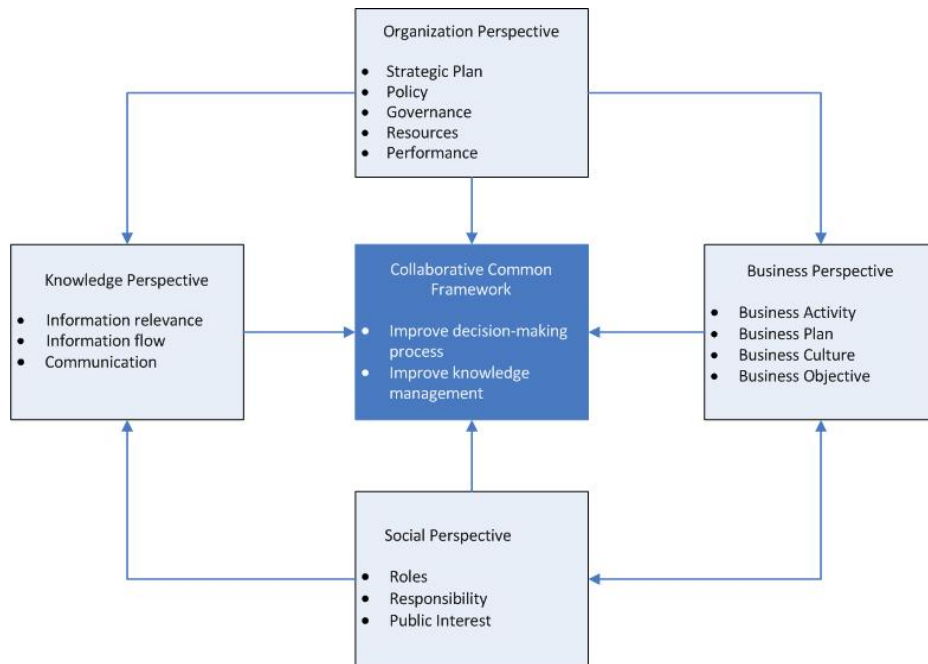 Organization Perspective
• Strategic Plan
• Policy
• Governance
• Resources
• Performance
Knowledge Perspective
• Information relevance
• Information flow
• Communication
Collaborative Common
Framework
• Improve decision-making
process
• Improve knowledge
management
Business Perspective
• Business Activity
• Business Plan
• Business Culture
• Business Objective
Social Perspective
• Roles
• Responsibility
• Public Interest